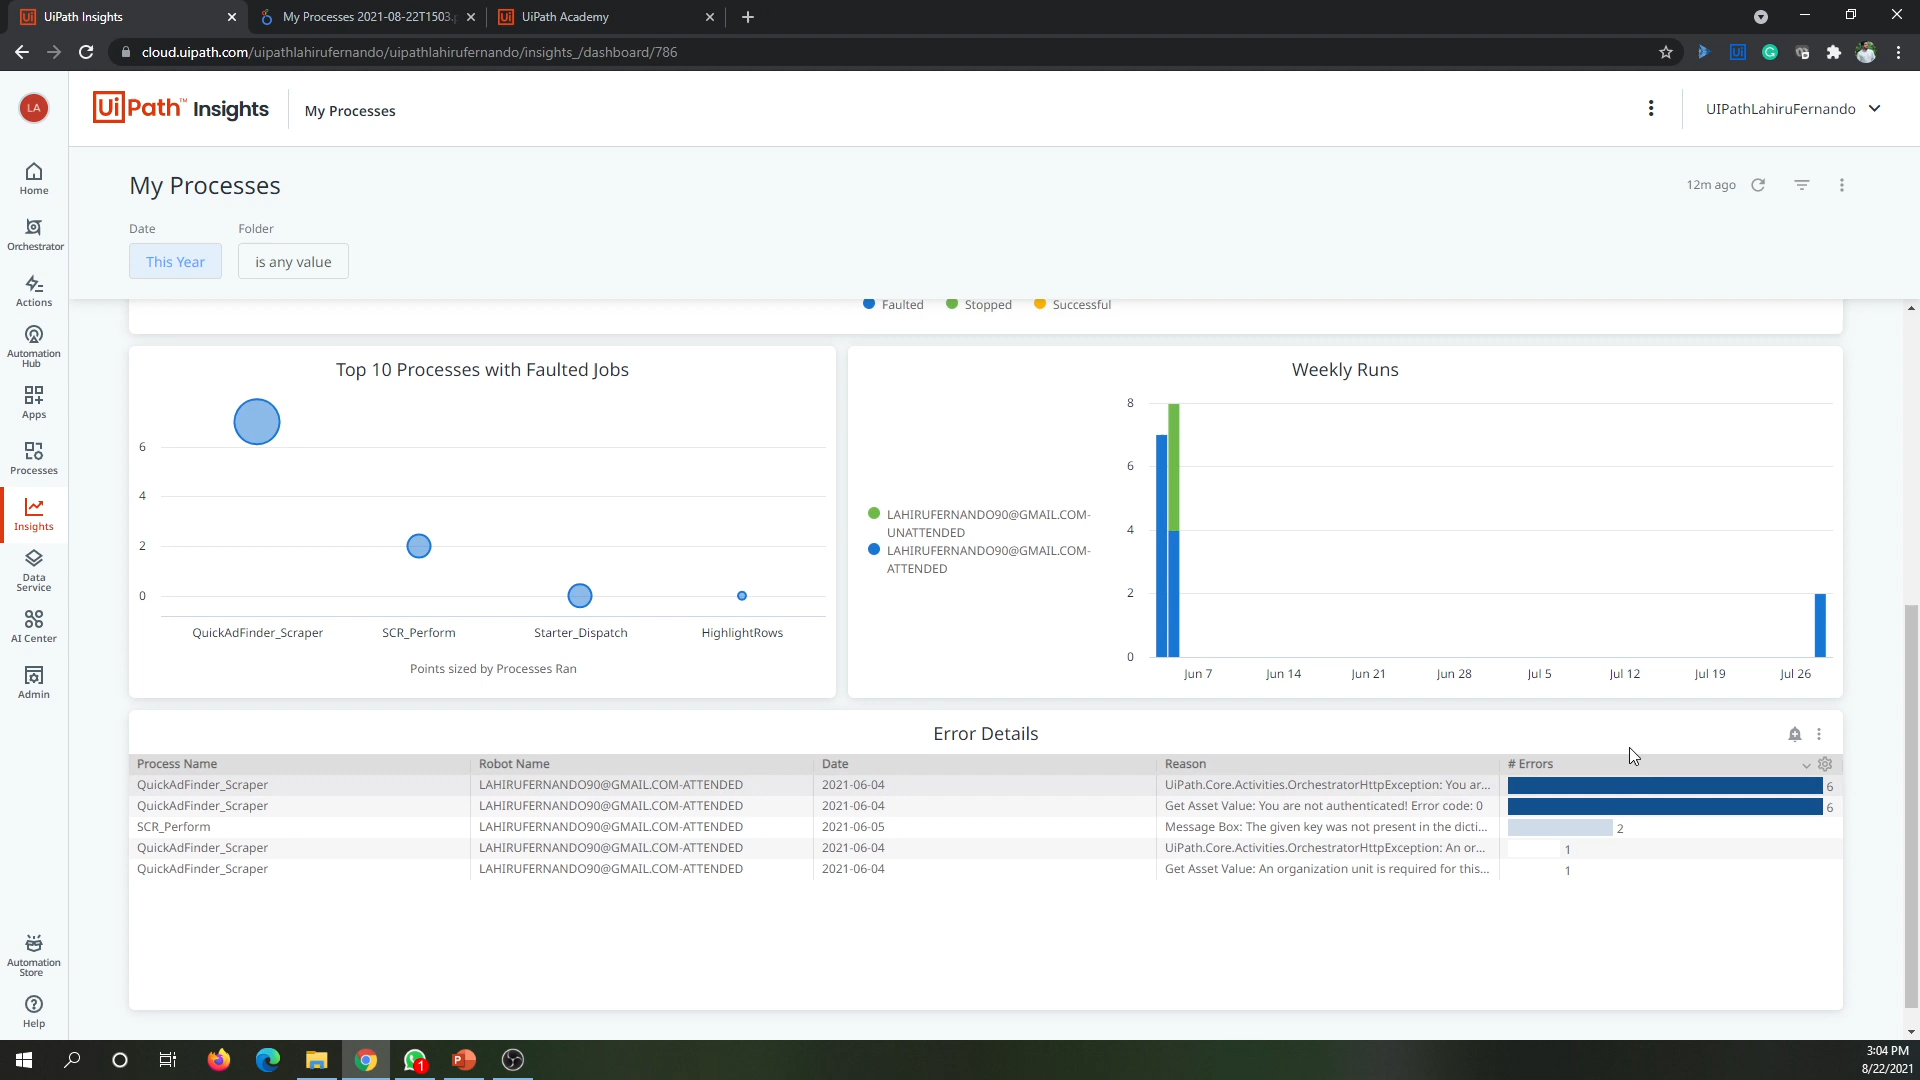 UiPath Insights
My Processes 2021-08-22T1503.p
UiPath Academy
cloud.uipath.com/uipathlahirufernando/uipathlahirufernando/insights_/dashboard/786
LA
UiPath™ Insights
My Processes
UIPathLahiruFernando
Home
Orchestrator
Actions
Automation
Hub
Apps
Processes
Insights
Data
Service
AI Center
Admin
Automation
Store
Help
My Processes
12m ago
Date
Folder
This Year
is any value
Faulted
Stopped
Successful
Top 10 Processes with Faulted Jobs
6
4
2
0
QuickAdFinder_Scraper
SCR_Perform
Starter_Dispatch
HighlightRows
Points sized by Processes Ran
Weekly Runs
LAHIRUFERNANDO90@GMAIL.COM-
UNATTENDED
LAHIRUFERNANDO90@GMAIL.COM-
ATTENDED
8
6
4
2
0
Jun 7
Jun 14
Jun 21
Jun 28
Jul 5
Jul 12
Jul 19
Jul 26
Error Details
Process Name Robot Name Date Reason # Errors
QuickAdFinder_Scraper LAHIRUFERNANDO90@GMAIL.COM-ATTENDED 2021-06-04 UiPath.Core.Activities.OrchestratorHttpException: You ar... 6
QuickAdFinder_Scraper LAHIRUFERNANDO90@GMAIL.COM-ATTENDED 2021-06-04 Get Asset Value: You are not authenticated! Error code: 0 6
SCR_Perform LAHIRUFERNANDO90@GMAIL.COM-ATTENDED 2021-06-05 Message Box: The given key was not present in the dicti... 2
QuickAdFinder_Scraper LAHIRUFERNANDO90@GMAIL.COM-ATTENDED 2021-06-04 UiPath.Core.Activities.OrchestratorHttpException: An or... 1
QuickAdFinder_Scraper LAHIRUFERNANDO90@GMAIL.COM-ATTENDED 2021-06-04 Get Asset Value: An organization unit is required for this... 1
1
3:04 PM
8/22/2021